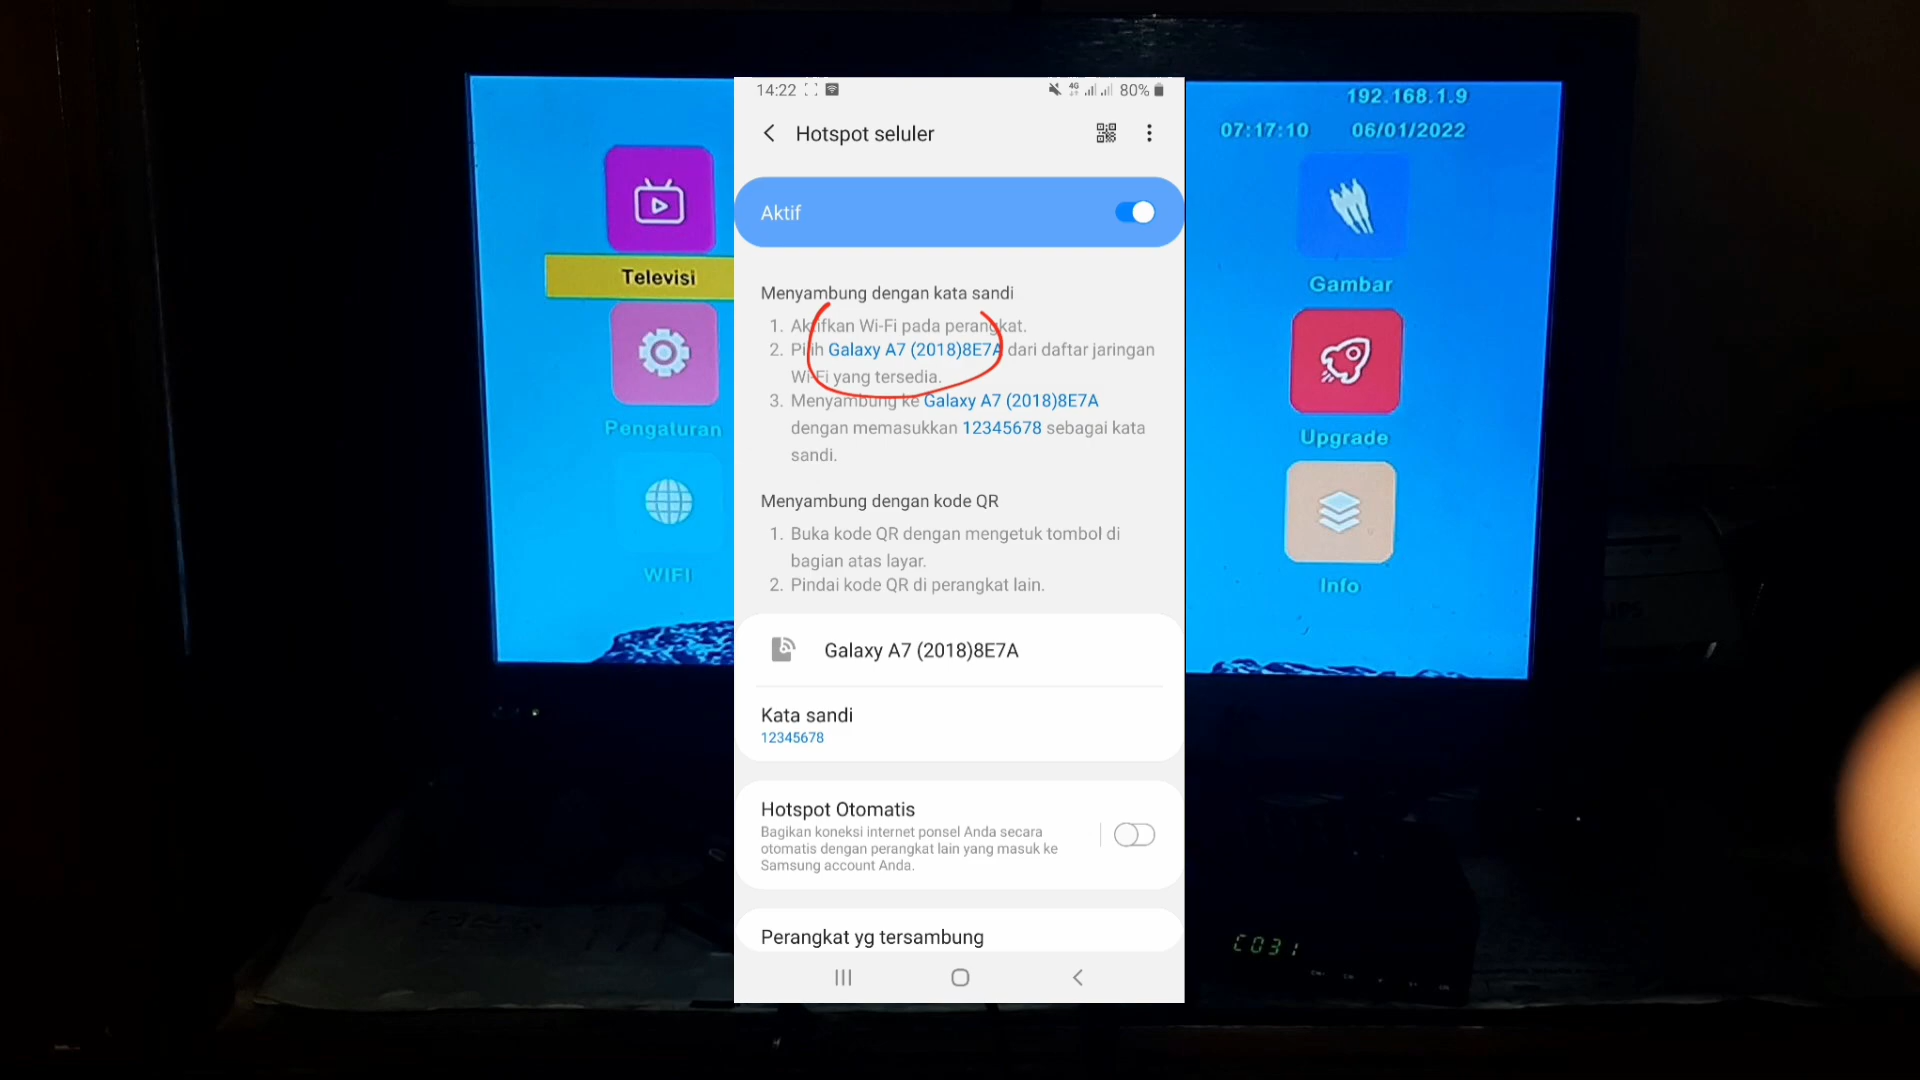 14:22
4G
80%
Hotspot seluler
Aktif
Menyambung dengan kata sandi
1. Aktifkan Wi-Fi pada perangkat.
2. Pilih Galaxy A7 (2018)8E7A dari daftar jaringan
Wi-Fi yang tersedia.
3. Menyambung ke Galaxy A7 (2018)8E7A
dengan memasukkan 12345678 sebagai kata
sandi.
Menyambung dengan kode QR
1. Buka kode QR dengan mengetuk tombol di
bagian atas layar.
2. Pindai kode QR di perangkat lain.
Galaxy A7 (2018)8E7A
Kata sandi
12345678
Hotspot Otomatis
Bagikan koneksi internet ponsel Anda secara
otomatis dengan perangkat lain yang masuk ke
Samsung account Anda.
Perangkat yg tersambung
Televisi
Pengaturan
WIFI
192.168.1.9
07:17:10 06/01/2022
Gambar
Upgrade
Info
C031